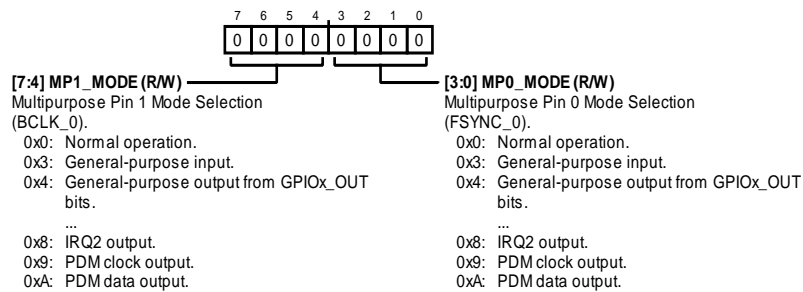 7 6 5 4 3 2 1 0
0 0 0 0 0 0 0 0
[7:4] MP1_MODE (R/W)
Multipurpose Pin 1 Mode Selection
(BCLK_0).
0x0: Normal operation.
0x3: General-purpose input.
0x4: General-purpose output from GPIOx_OUT
bits.
...
0x8: IRQ2 output.
0x9: PDM clock output.
0xA: PDM data output.
[3:0] MP0_MODE (R/W)
Multipurpose Pin 0 Mode Selection
(FSYNC_0).
0x0: Normal operation.
0x3: General-purpose input.
0x4: General-purpose output from GPIOx_OUT
bits.
...
0x8: IRQ2 output.
0x9: PDM clock output.
0xA: PDM data output.